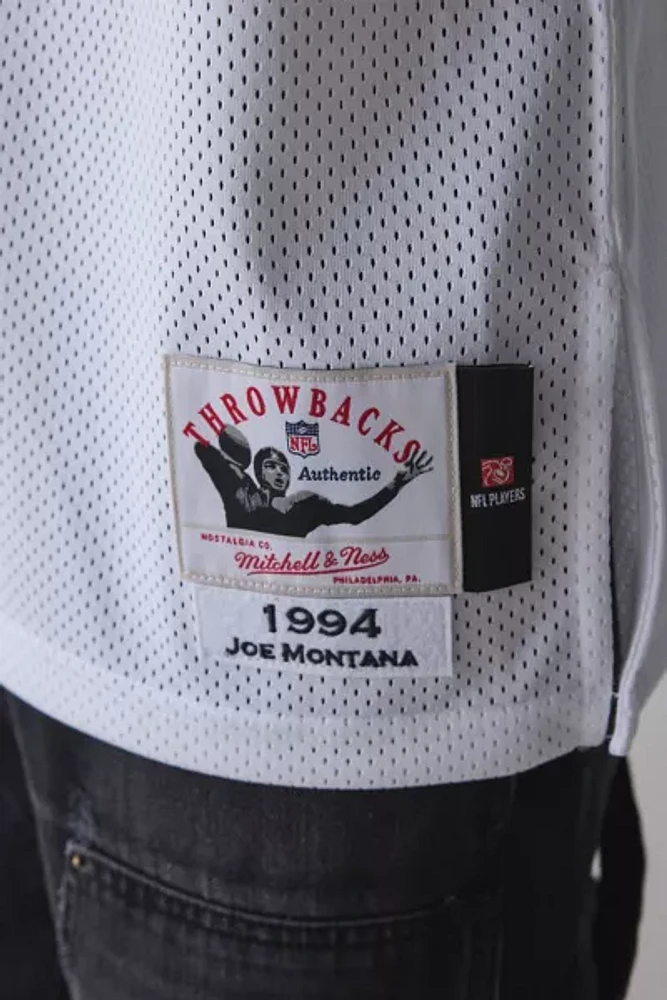 THROWBACKS
NFL
Authentic
NOSTALGIA CO.
Mitchell & Ness
PHILADELPHIA, PA.
NFL PLAYERS
1994
JOE MONTANA